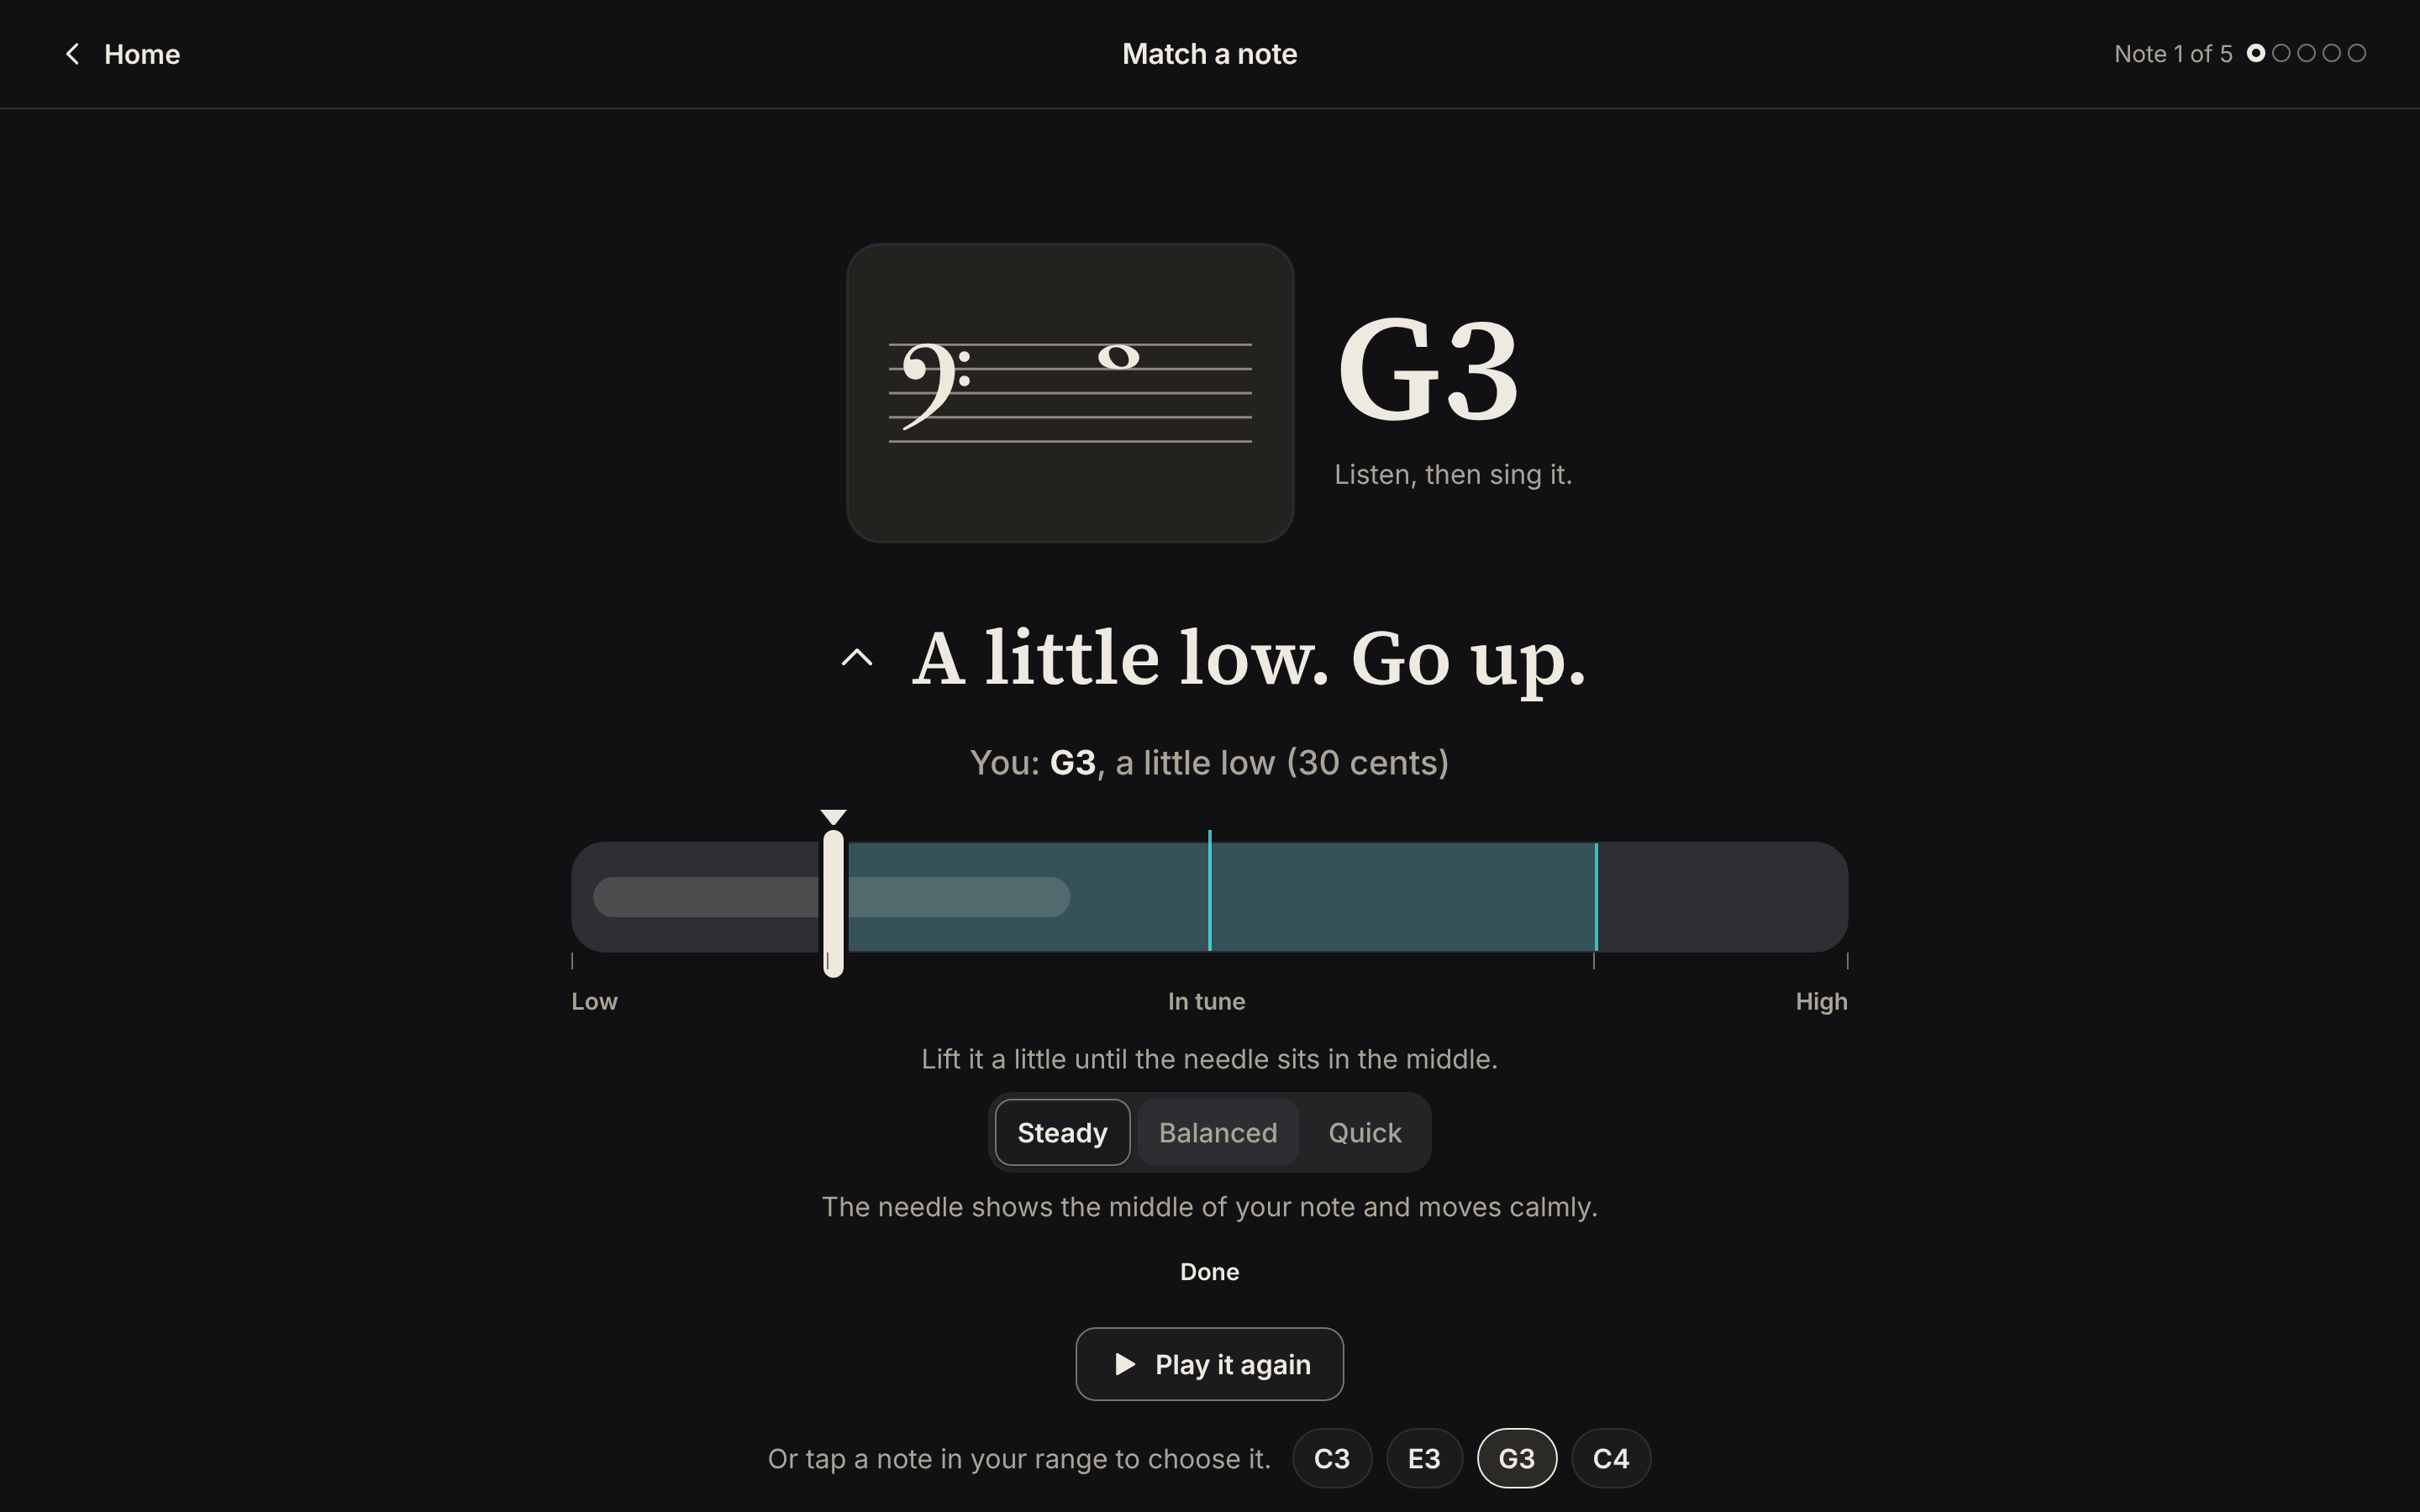 Home
Match a note
Note 1 of 5
G3
Listen, then sing it.
A little low. Go up.
You: G3, a little low (30 cents)
Low
In tune
High
Lift it a little until the needle sits in the middle.
Steady
Balanced
Quick
The needle shows the middle of your note and moves calmly.
Done
Play it again
Or tap a note in your range to choose it.
C3
E3
G3
C4